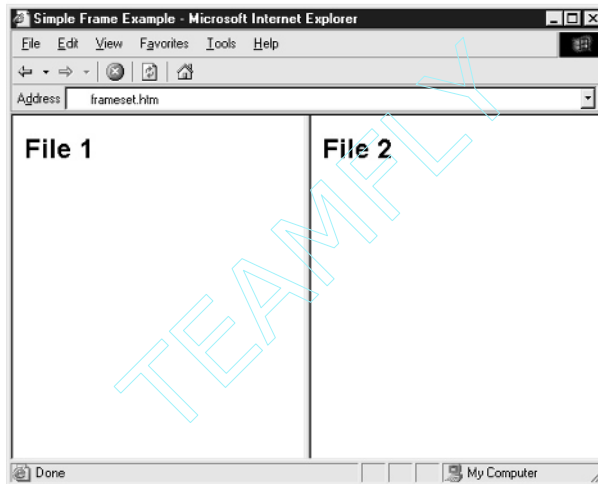 Simple Frame Example - Microsoft Internet Explorer
File Edit View Favorites Tools Help
Address frameset.htm
File 1
File 2
TEAMFLY
Done
My Computer